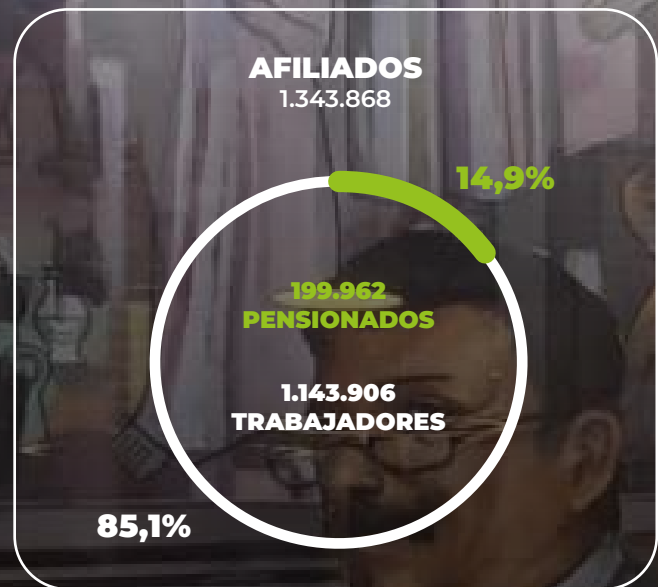 AFILIADOS
1.343.868
14,9%
199.962
PENSIONADOS
1.143.906
TRABAJADORES
85,1%